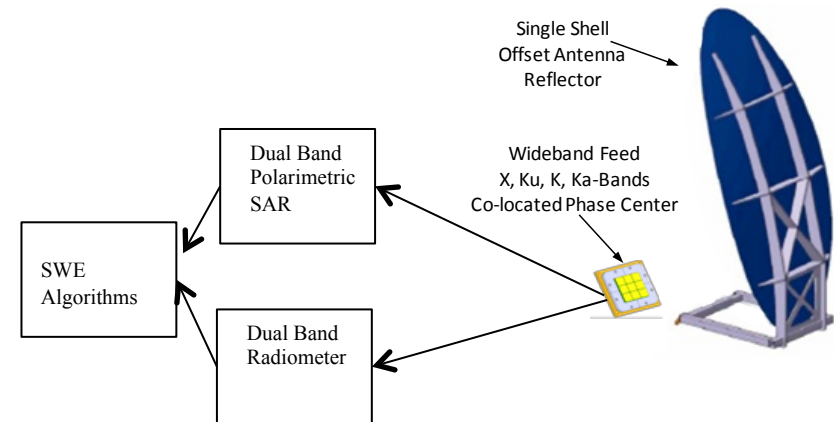 Single Shell
Offset Antenna
Reflector
Wideband Feed
X, Ku, K, Ka-Bands
Co-located Phase Center
Dual Band
Polarimetric
SAR
SWE
Algorithms
Dual Band
Radiometer